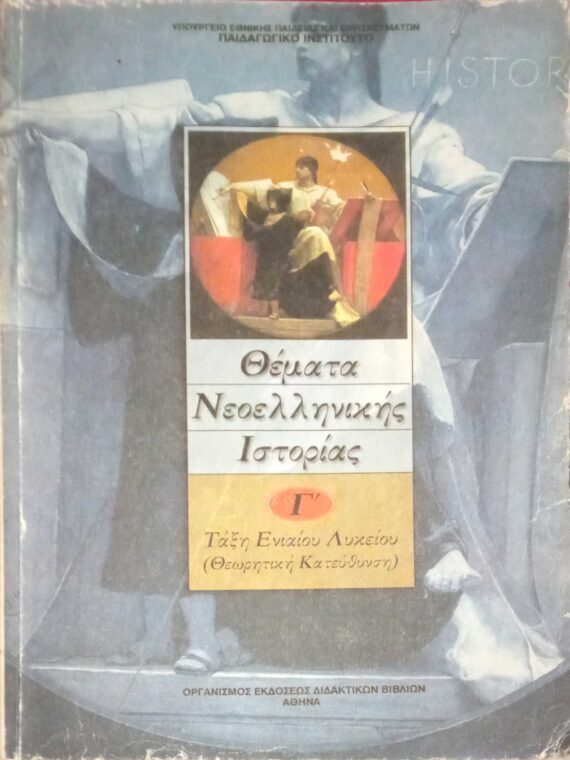 ΥΠΟΥΡΓΕΙΟ ΕΘΝΙΚΗΣ ΠΑΙΔΕΙΑΣ ΚΑΙ ΘΡΗΣΚΕΥΜΑΤΩΝ
ΠΑΙΔΑΓΩΓΙΚΟ ΙΝΣΤΙΤΟΥΤΟ
HISTOR
Θέματα
Νεοελληνικής
Ιστορίας
Γ΄
Τάξη Ενιαίου Λυκείου
(Θεωρητική Κατεύθυνση)
ΟΡΓΑΝΙΣΜΟΣ ΕΚΔΟΣΕΩΣ ΔΙΔΑΚΤΙΚΩΝ ΒΙΒΛΙΩΝ
ΑΘΗΝΑ